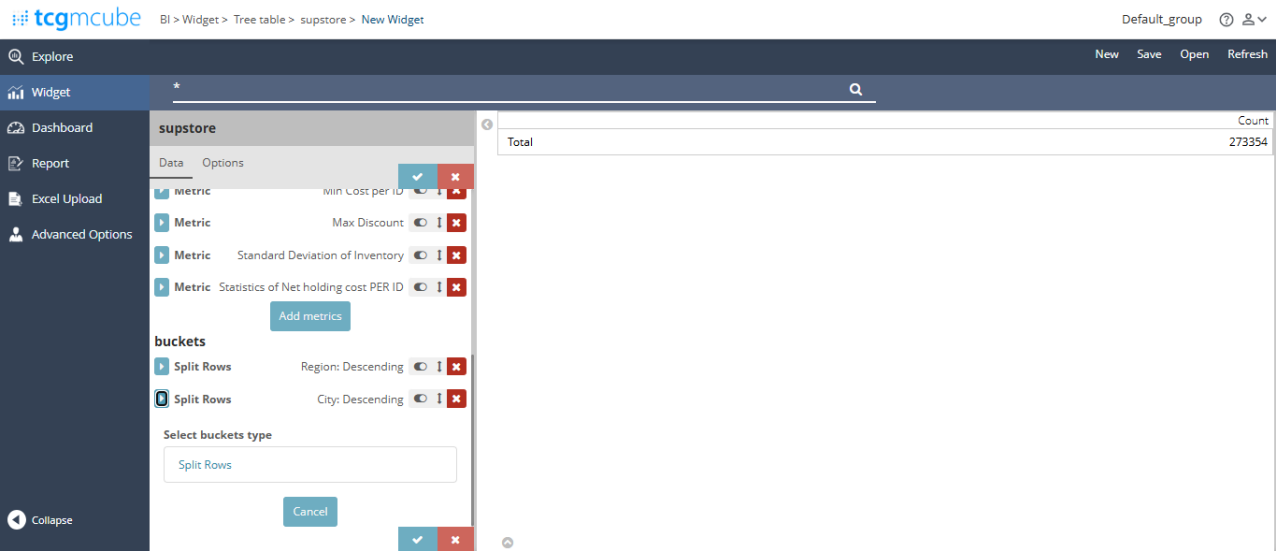 tcgmcube
BI > Widget > Tree table > supstore > New Widget
Default_group
Explore
New Save Open Refresh
Widget
*
Dashboard
supstore
Count
Total 273354
Report
Data Options
Excel Upload
Metric Min Cost per ID
Metric Max Discount
Advanced Options
Metric Standard Deviation of Inventory
Metric Statistics of Net holding cost PER ID
Add metrics
buckets
Split Rows Region: Descending
Split Rows City: Descending
Select buckets type
Split Rows
Cancel
Collapse